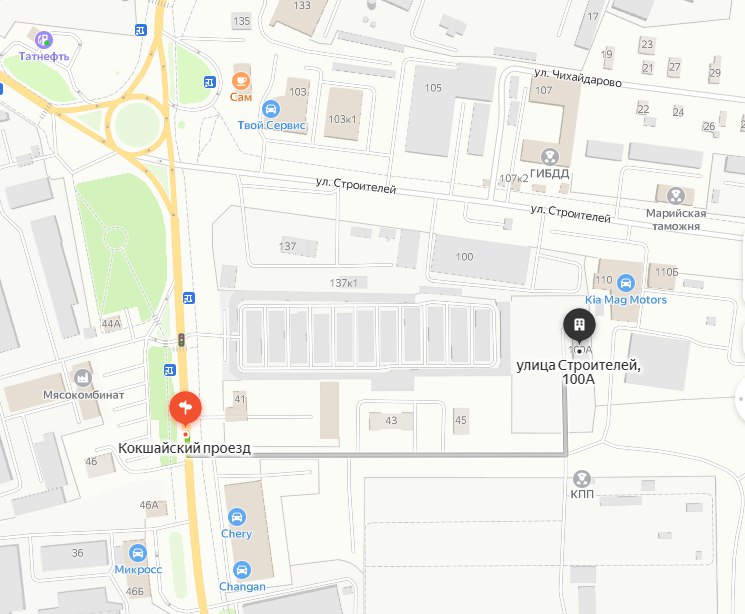 133
17
135
Татнефть
23
19
21
27
29
ул. Чихайдарово
Сам
103
105
107
Твой Сервис
103к1
22
24
26
ГИБДД
107к2
ул. Строителей
ул. Строителей
Марийская
таможня
137
100
137к1
110
110Б
Kia Mag Motors
44А
100А
улица Строителей,
100А
Мясокомбинат
41
43
45
Кокшайский проезд
46
КПП
46А
Chery
36
Микросс
Changan
46Б